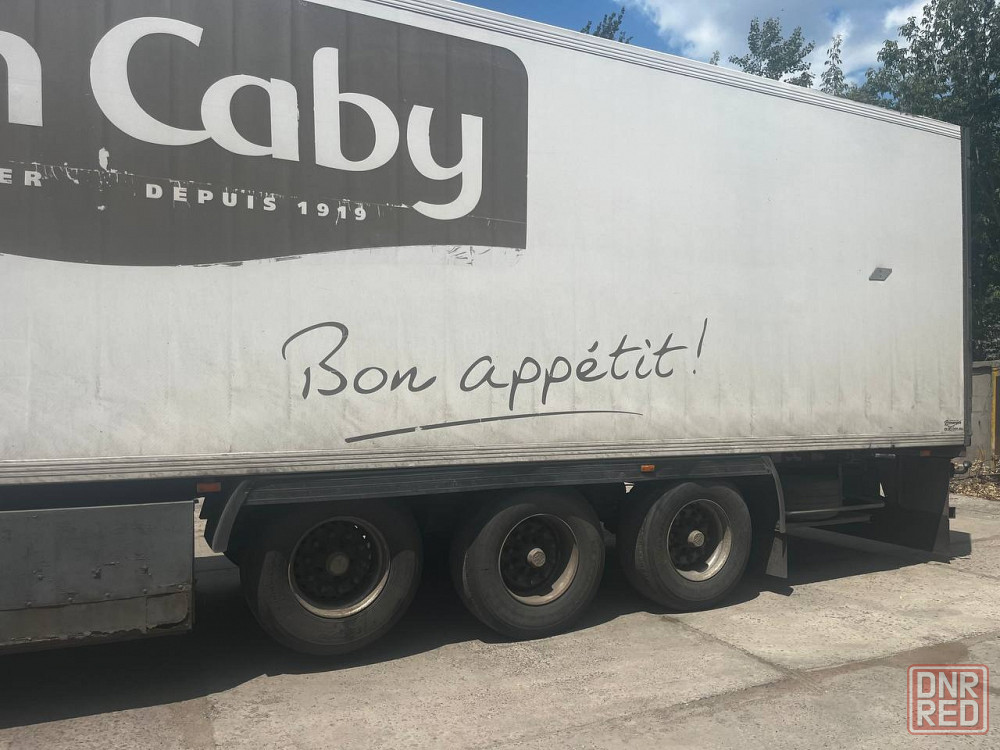 n Caby
ER DEPUIS 1919
Bon appétit!
DNR
RED